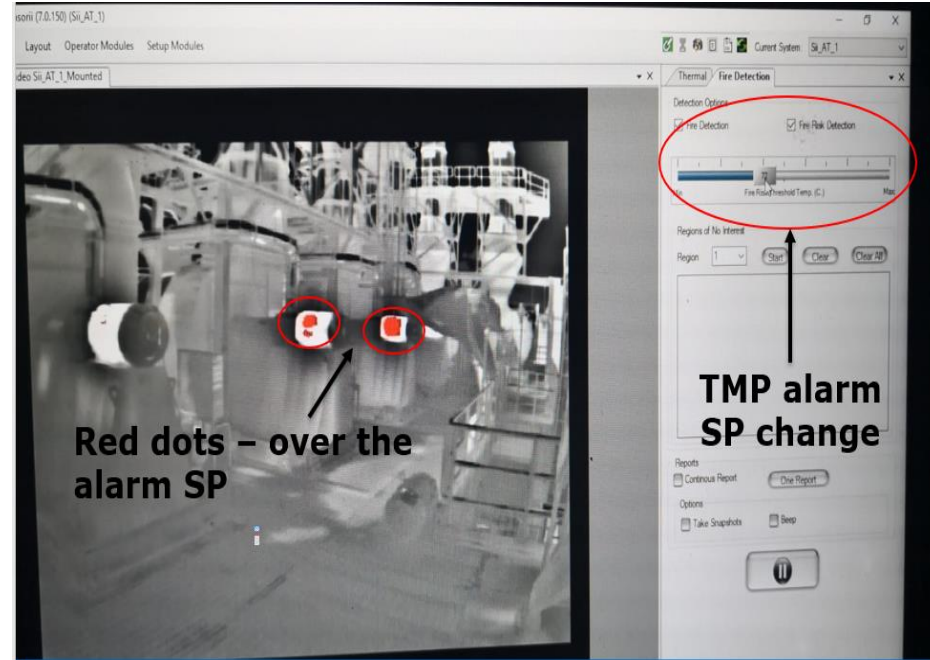 sorii (7.0.150) (Sii_AT_1)
Layout Operator Modules Setup Modules
Current System: Sii_AT_1
ideo Sii_AT_1_Mounted
Thermal Fire Detection
Detection Options
Fire Detection Fire Risk Detection
Fire Risk Threshold Temp. (C.) Max
Regions of No Interest
Region 1 Start Clear Clear All
Red dots – over the
alarm SP
TMP alarm
SP change
Reports
Continous Report One Report
Options
Take Snapshots Beep